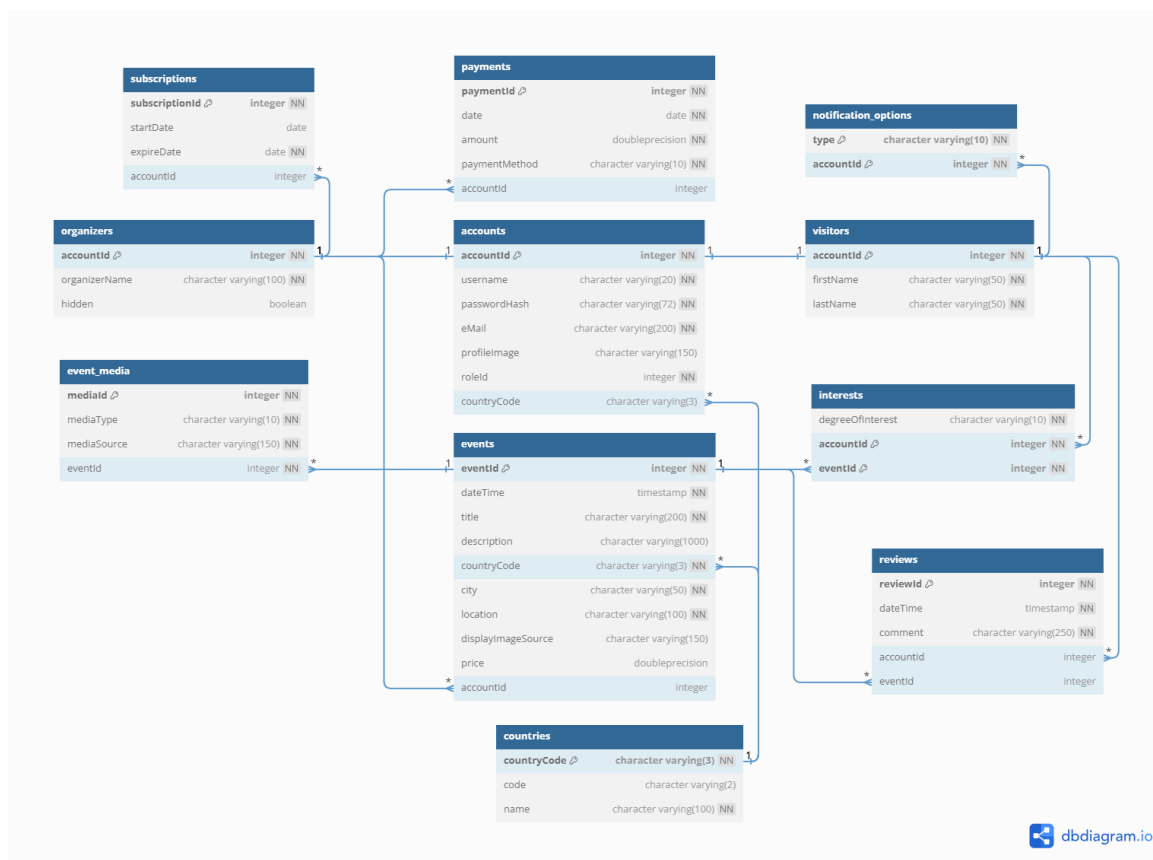 subscriptions
subscriptionId integer NN
startDate date
expireDate date NN
accountId integer
*
payments
paymentId integer NN
date date NN
amount doubleprecision NN
paymentMethod character varying(10) NN
* accountId integer
notification_options
type character varying(10) NN
accountId integer NN
*
organizers
accountId integer NN 1
organizerName character varying(100) NN
hidden boolean
accounts
1 accountId integer NN 1
username character varying(20) NN
passwordHash character varying(72) NN
eMail character varying(200) NN
profileImage character varying(150)
roleId integer NN
countryCode character varying(3) *
visitors
1 accountId integer NN 1
firstName character varying(50) NN
lastName character varying(50) NN
event_media
mediaId integer NN
mediaType character varying(10) NN
mediaSource character varying(150) NN
eventId integer NN *
events
1 eventId integer NN 1
dateTime timestamp NN
title character varying(200) NN
description character varying(1000)
countryCode character varying(3) NN *
city character varying(50) NN
location character varying(100) NN
displayImageSource character varying(150)
price doubleprecision
* accountId integer
interests
degreeOfInterest character varying(10) NN
accountId integer NN *
* eventId integer NN
reviews
reviewId integer NN
dateTime timestamp NN
comment character varying(250) NN
accountId integer *
* eventId integer
countries
countryCode character varying(3) NN 1
code character varying(2)
name character varying(100) NN
dbdiagram.io